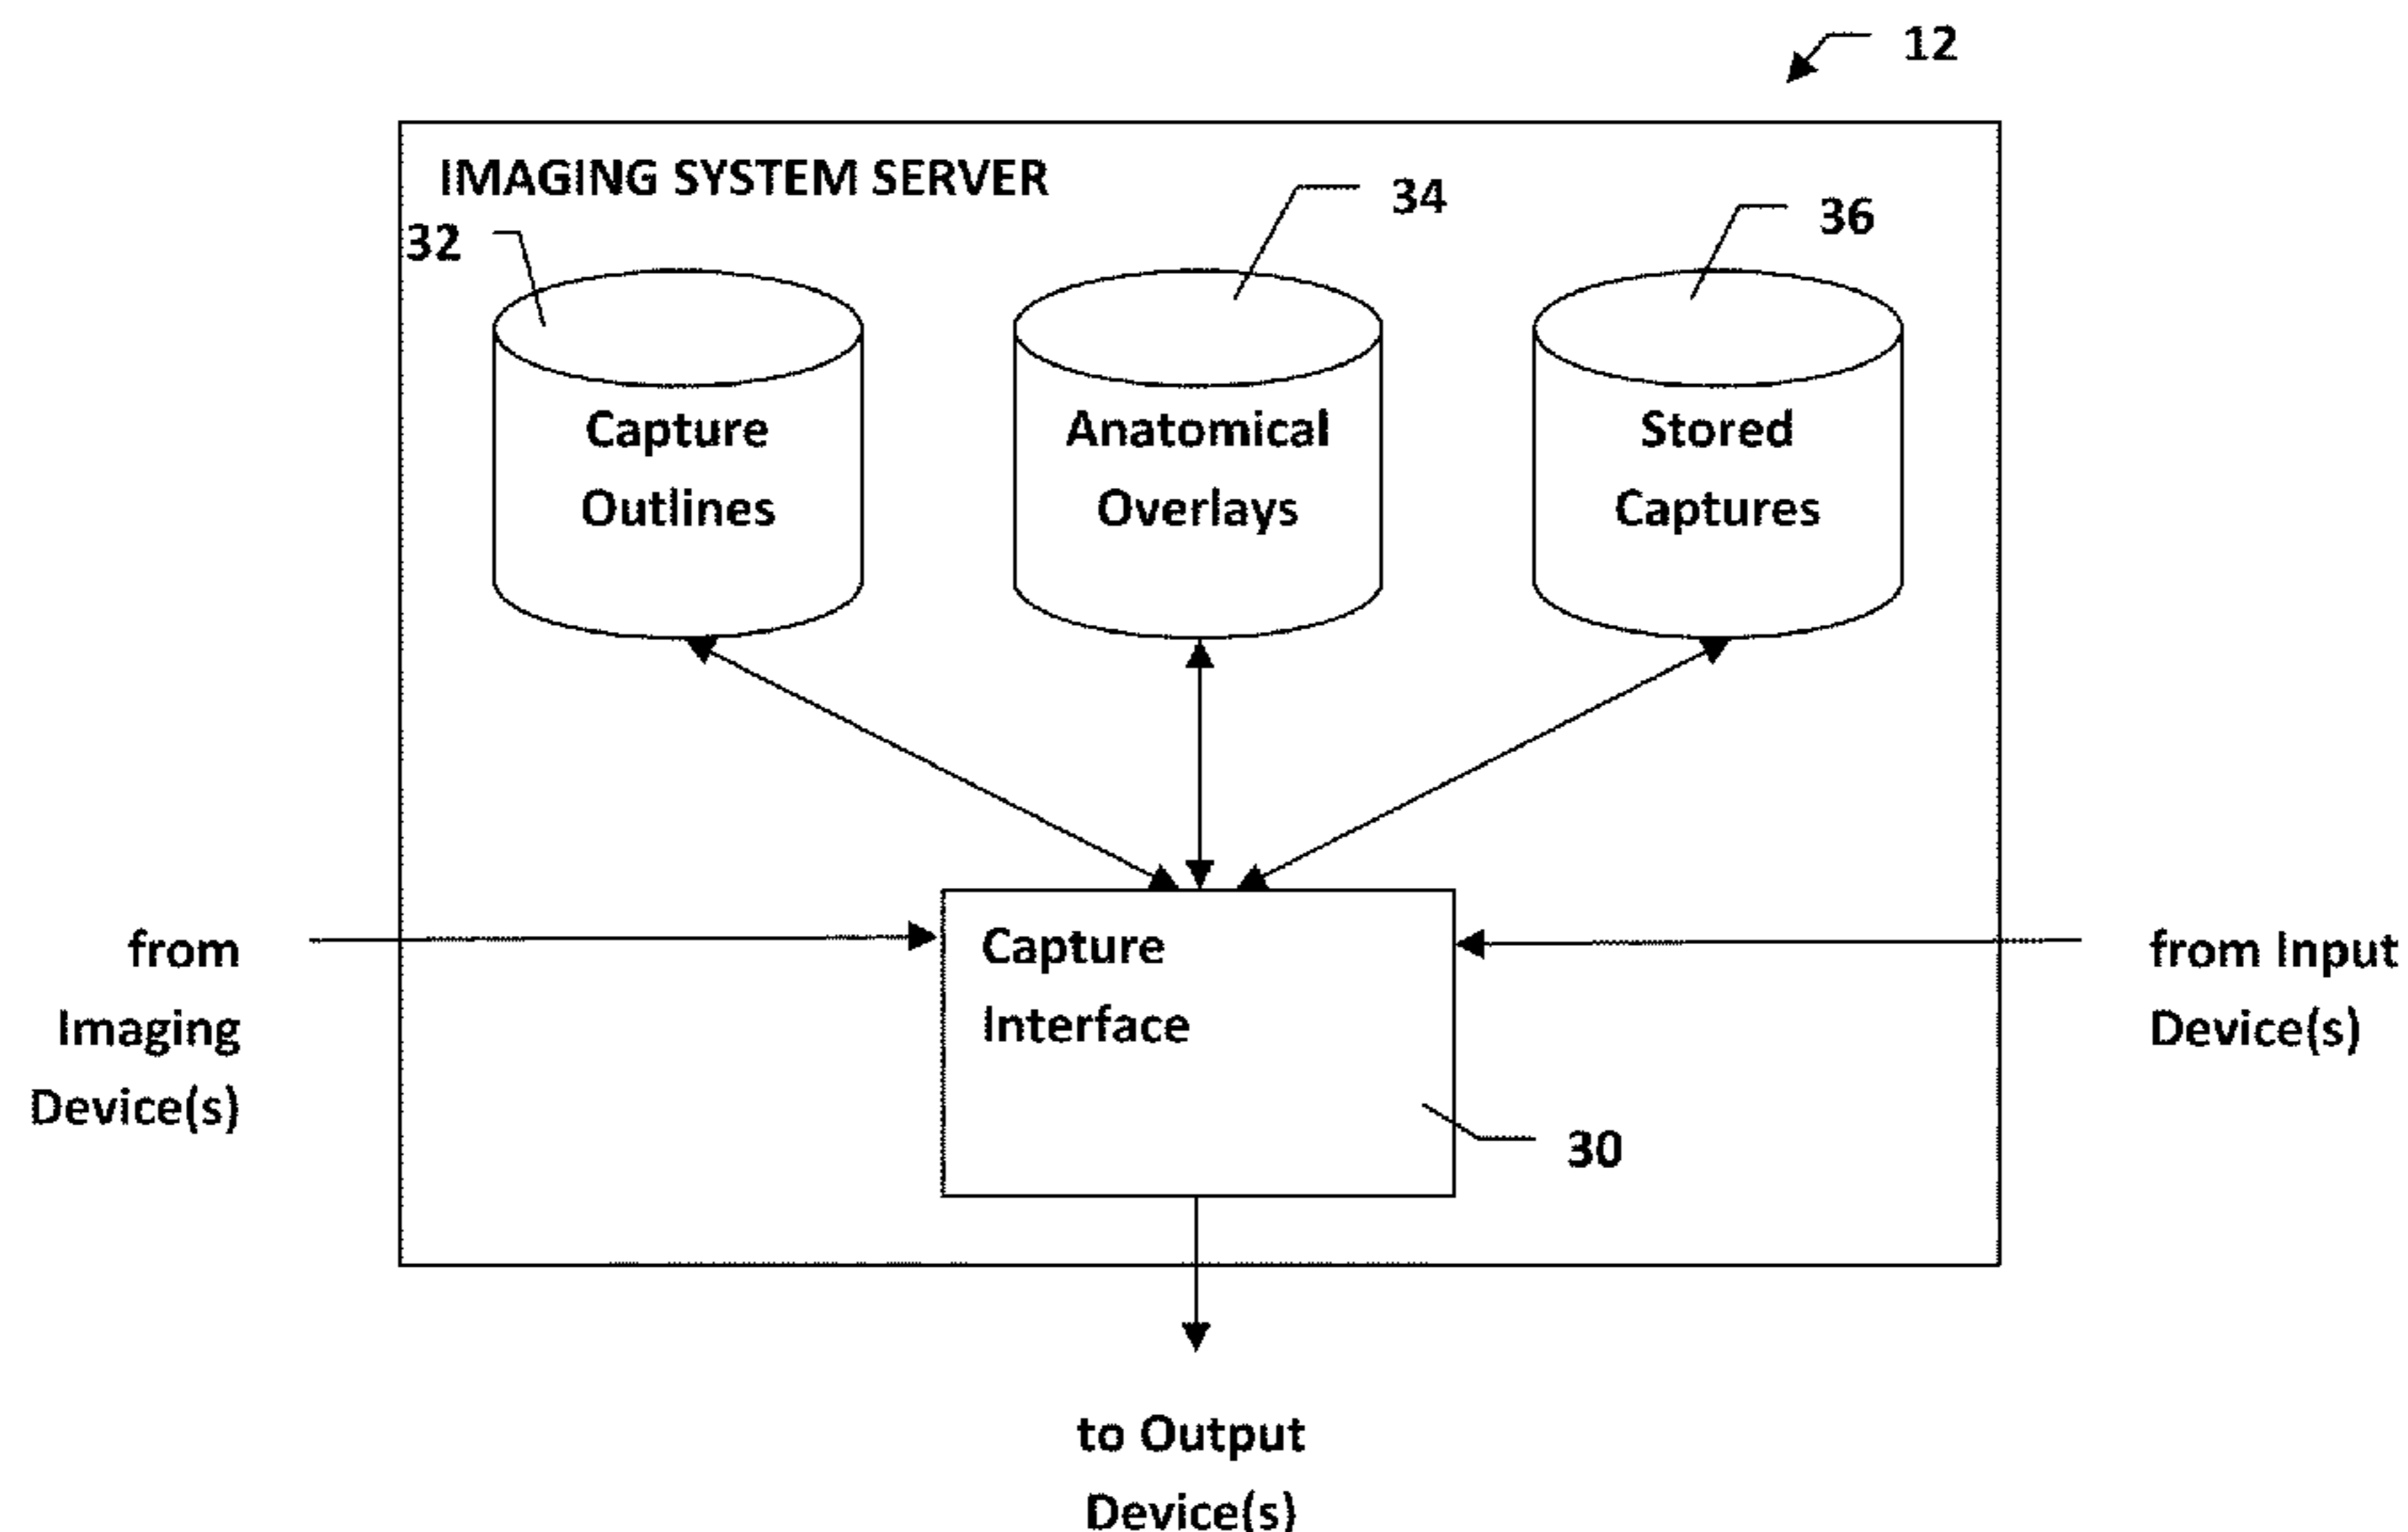 12
IMAGING SYSTEM SERVER
32
34
36
Capture
Outlines
Anatomical
Overlays
Stored
Captures
from
Imaging
Device(s)
Capture
Interface
30
from Input
Device(s)
to Output
Device(s)